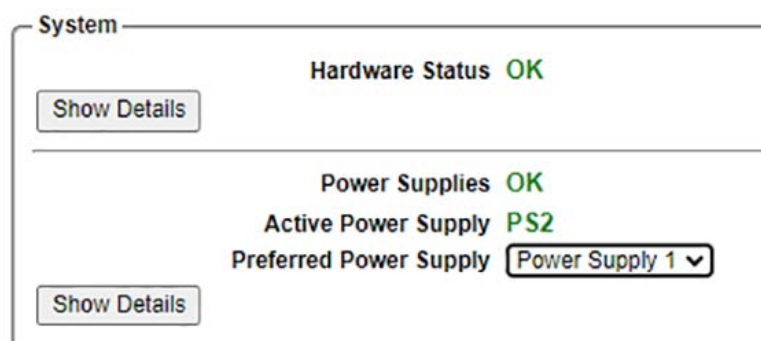 System
Hardware Status OK
Show Details
Power Supplies OK
Active Power Supply PS2
Preferred Power Supply Power Supply 1
Show Details